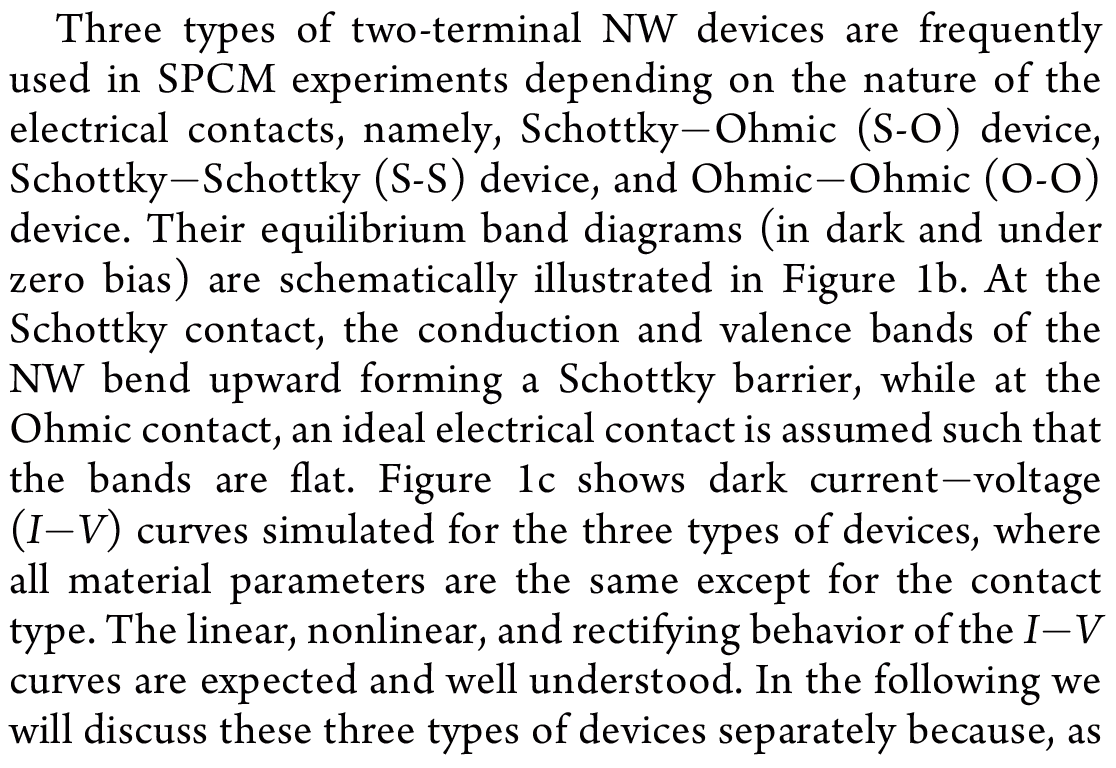 Three types of two-terminal NW devices are frequently
used in SPCM experiments depending on the nature of the
electrical contacts, namely, Schottky−Ohmic (S-O) device,
Schottky−Schottky (S-S) device, and Ohmic−Ohmic (O-O)
device. Their equilibrium band diagrams (in dark and under
zero bias) are schematically illustrated in Figure 1b. At the
Schottky contact, the conduction and valence bands of the
NW bend upward forming a Schottky barrier, while at the
Ohmic contact, an ideal electrical contact is assumed such that
the bands are flat. Figure 1c shows dark current−voltage
(I−V) curves simulated for the three types of devices, where
all material parameters are the same except for the contact
type. The linear, nonlinear, and rectifying behavior of the I−V
curves are expected and well understood. In the following we
will discuss these three types of devices separately because, as